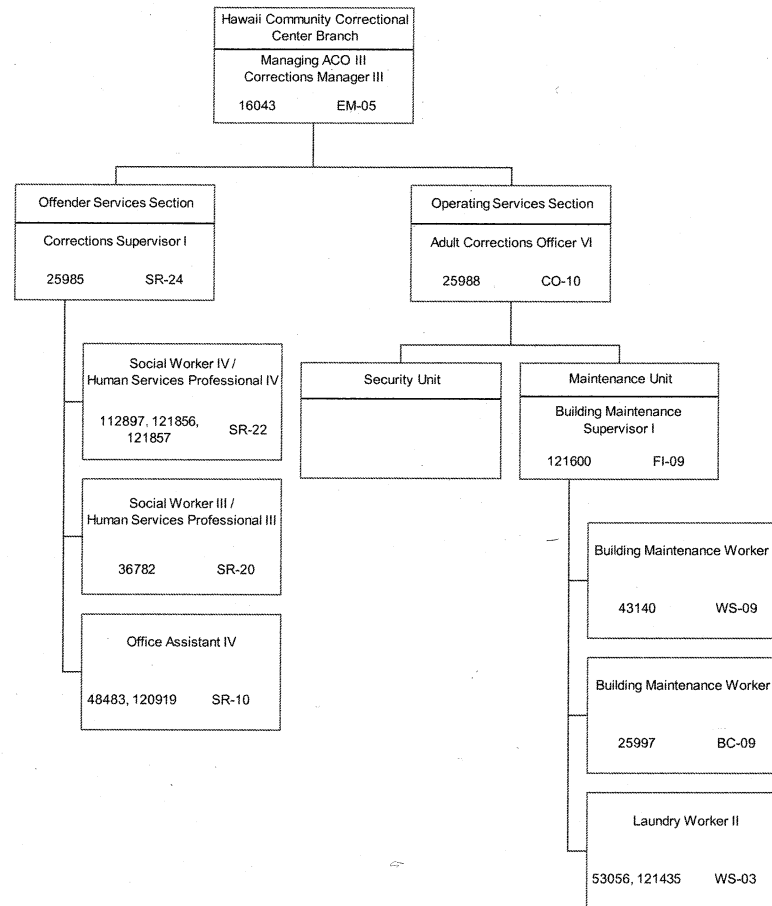 Hawaii Community Correctional
Center Branch
Managing ACO III
Corrections Manager III
16043 EM-05
Offender Services Section
Corrections Supervisor I
25985 SR-24
Operating Services Section
Adult Corrections Officer VI
25988 CO-10
Social Worker IV /
Human Services Professional IV
112897, 121856,
121857 SR-22
Social Worker III /
Human Services Professional III
36782 SR-20
Office Assistant IV
48483, 120919 SR-10
Security Unit
Maintenance Unit
Building Maintenance
Supervisor I
121600 FI-09
Building Maintenance Worker
43140 WS-09
Building Maintenance Worker
25997 BC-09
Laundry Worker II
53056, 121435 WS-03